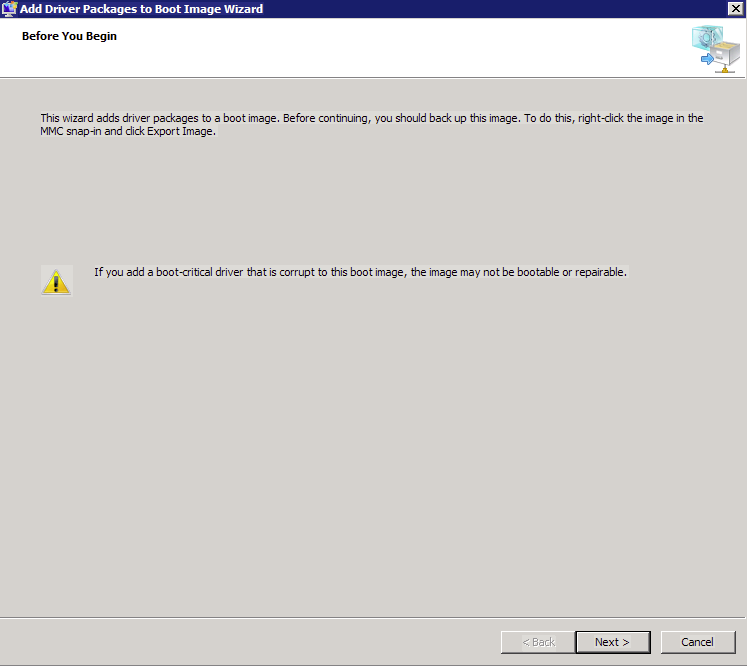 Add Driver Packages to Boot Image Wizard
Before You Begin
This wizard adds driver packages to a boot image. Before continuing, you should back up this image. To do this, right-click the image in the
MMC snap-in and click Export Image.
If you add a boot-critical driver that is corrupt to this boot image, the image may not be bootable or repairable.
< Back Next > Cancel